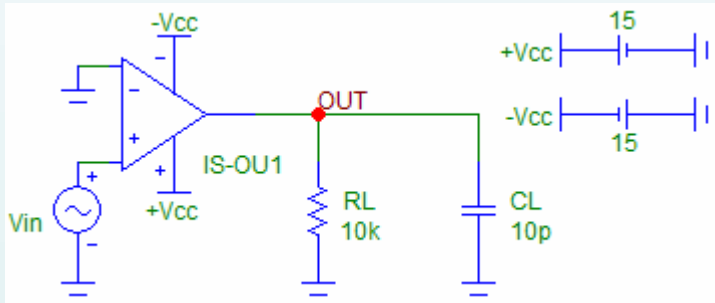 -Vcc
15
+Vcc
OUT
-Vcc
IS-OU1
15
+Vcc
Vin
RL
10k
CL
10p